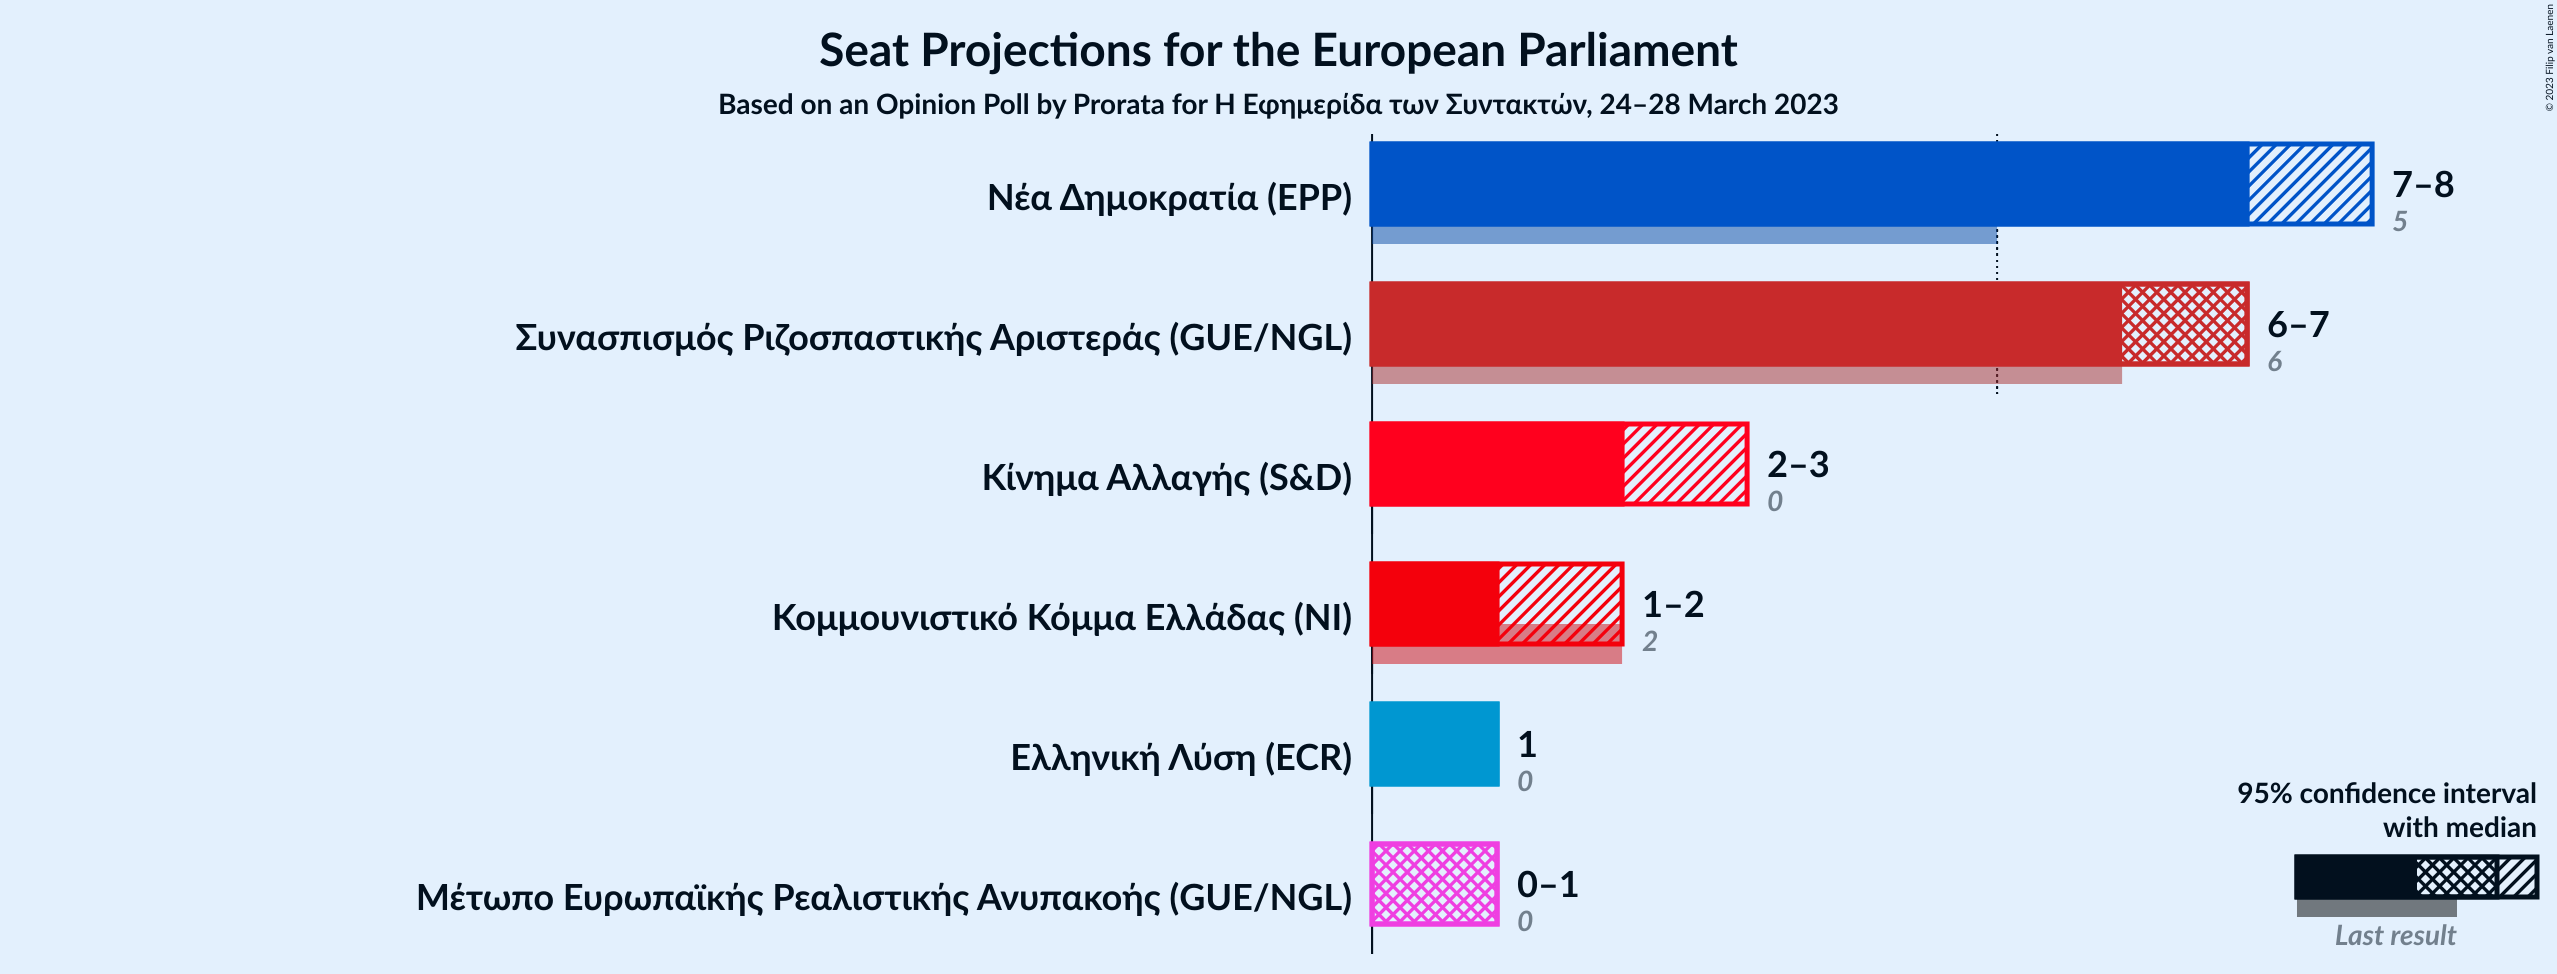 Seat Projections for the European Parliament
Based on an Opinion Poll by Prorata for Η Εφημερίδα των Συντακτών, 24–28 March 2023
© 2023 Filip van Laenen
Νέα Δημοκρατία (EPP)
7–8
5
Συνασπισμός Ριζοσπαστικής Αριστεράς (GUE/NGL)
6–7
6
Κίνημα Αλλαγής (S&D)
2–3
0
Κομμουνιστικό Κόμμα Ελλάδας (NI)
1–2
2
Ελληνική Λύση (ECR)
1
0
Μέτωπο Ευρωπαϊκής Ρεαλιστικής Ανυπακοής (GUE/NGL)
0–1
0
95% confidence interval
with median
Last result